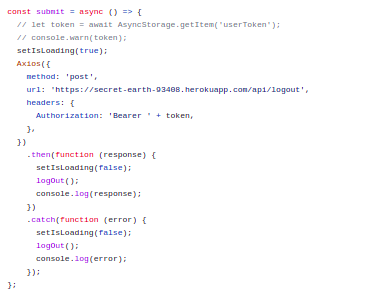 const submit = async () => {
// let token = await AsyncStorage.getItem('userToken');
// console.warn(token);
setIsLoading(true);
Axios({
method: 'post',
url: 'https://secret-earth-93408.herokuapp.com/api/logout',
headers: {
Authorization: 'Bearer ' + token,
},
})
.then(function (response) {
setIsLoading(false);
logOut();
console.log(response);
})
.catch(function (error) {
setIsLoading(false);
logOut();
console.log(error);
});
};